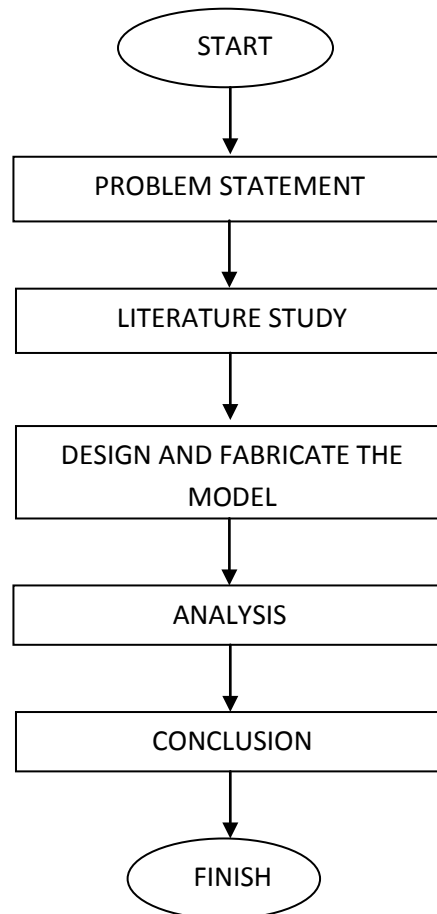 START
PROBLEM STATEMENT
LITERATURE STUDY
DESIGN AND FABRICATE THE
MODEL
ANALYSIS
CONCLUSION
FINISH